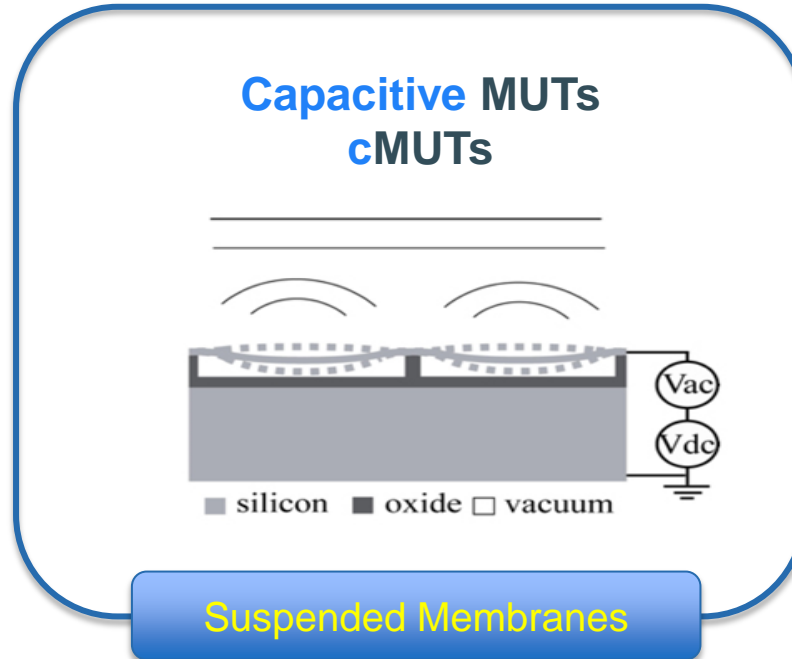 Capacitive MUTs
cMUTs
Vac
Vdc
silicon oxide vacuum
Suspended Membranes